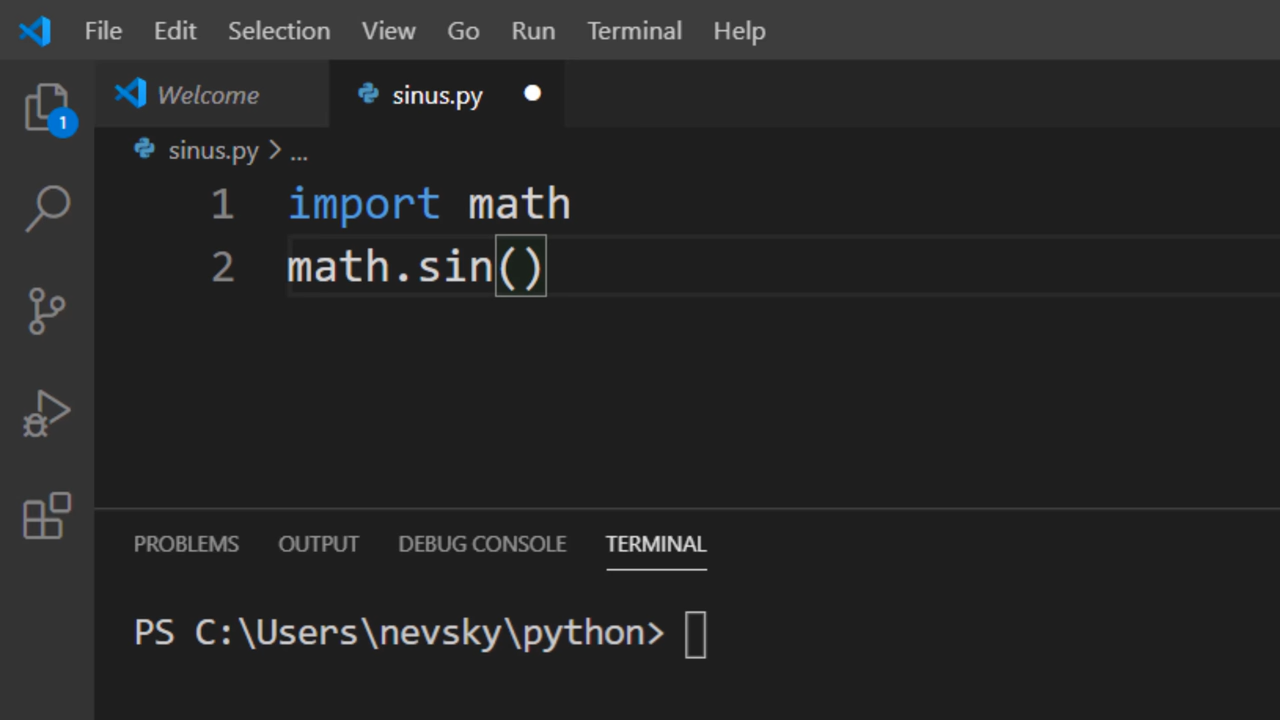 File Edit Selection View Go Run Terminal Help
Welcome sinus.py
1
sinus.py > ...
1 import math
2 math.sin()
PROBLEMS OUTPUT DEBUG CONSOLE TERMINAL
PS C:\Users\nevsky\python>